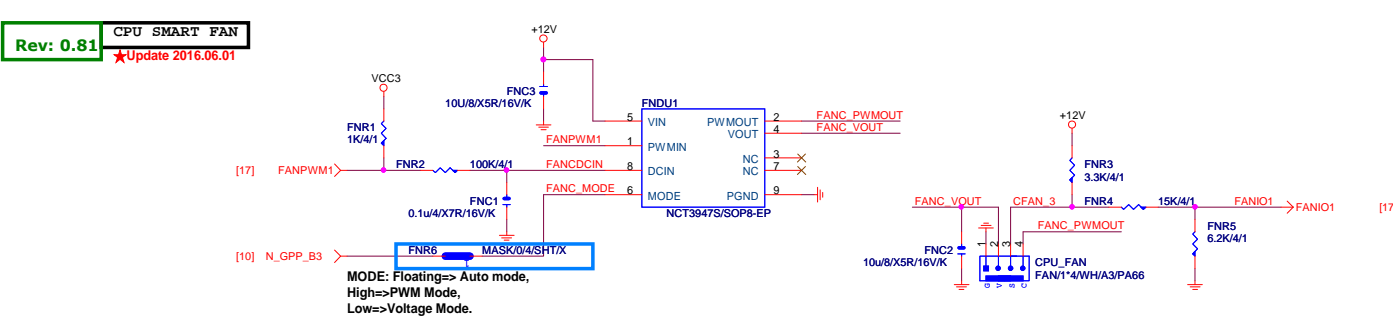 Rev: 0.81
CPU SMART FAN
★Update 2016.06.01
+12V
VCC3
FNC3
10U/8/X5R/16V/K
FNR1
1K/4/1
FNDU1
5 VIN
PWMOUT 2 FANC_PWMOUT
VOUT 4 FANC_VOUT
FANPWM1 1 PWMIN
NC 3
NC 7
[17] FANPWM1
FNR2 100K/4/1
FANCDCIN 8 DCIN
FANC_MODE 6 MODE
PGND 9
NCT3947S/SOP8-EP
FNC1
0.1u/4/X7R/16V/K
[10] N_GPP_B3
FNR6 MASK/0/4/SHT/X
MODE: Floating=> Auto mode,
High=>PWM Mode,
Low=>Voltage Mode.
+12V
FNR3
3.3K/4/1
FANC_VOUT
CFAN_3
FNR4 15K/4/1
FANIO1
FANIO1
[17
FANC_PWMOUT
FNR5
6.2K/4/1
FNC2
10u/8/X5R/16V/K
1 2 3 4
G V S C
CPU_FAN
FAN/1*4/WH/A3/PA66